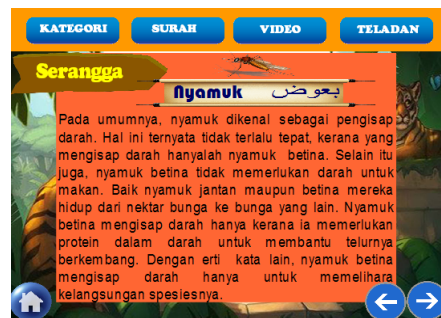 KATEGORI SURAH VIDEO TELADAN
Serangga
Nyamuk بعوض
Pada umumnya, nyamuk dikenal sebagai pengisap
darah. Hal ini ternyata tidak terlalu tepat, kerana yang
mengisap darah hanyalah nyamuk betina. Selain itu
juga, nyamuk betina tidak memerlukan darah untuk
makan. Baik nyamuk jantan maupun betina mereka
hidup dari nektar bunga ke bunga yang lain. Nyamuk
betina mengisap darah hanya kerana ia memerlukan
protein dalam darah untuk membantu telurnya
berkembang. Dengan erti kata lain, nyamuk betina
mengisap darah hanya untuk memelihara
kelangsungan spesiesnya.